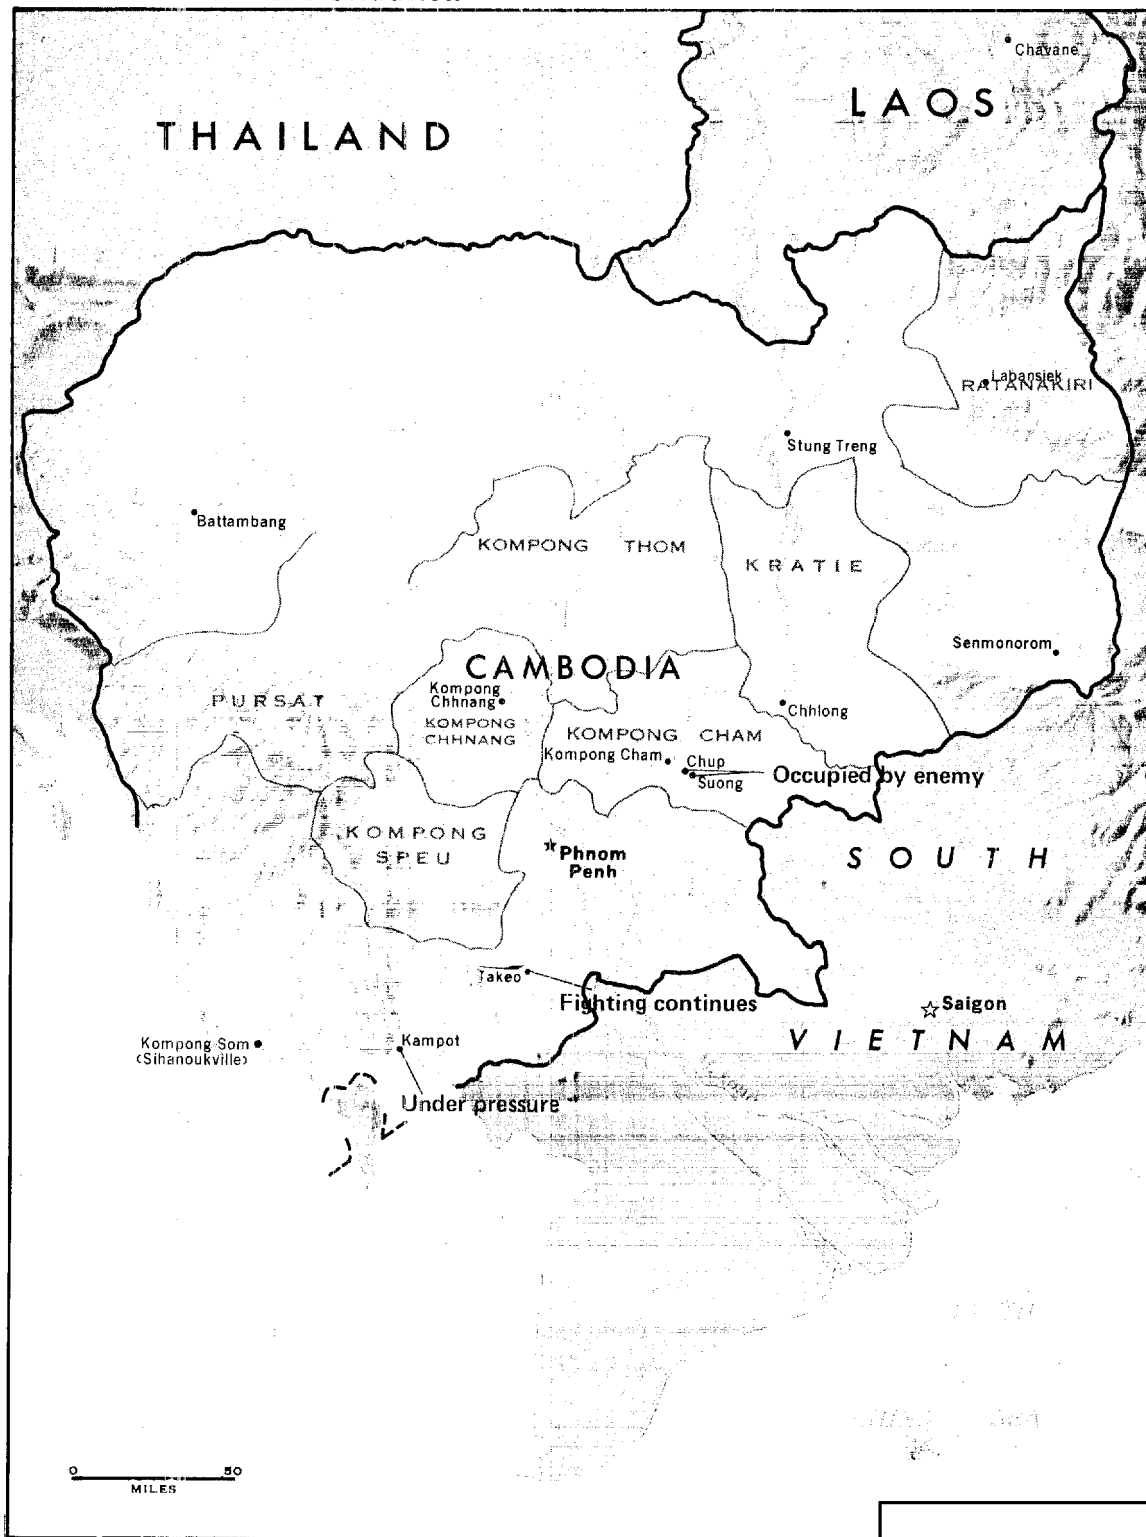 Chavane
LAOS
THAILAND
Labansiek
RATANAKIRI
Stung Treng
Battambang
KOMPONG THOM
KRATIE
Senmonorom
CAMBODIA
Kompong
Chhnang
PURSAT
Chhlong
KOMPONG
CHHNANG
KOMPONG CHAM
Kompong Cham
Chup
Suong
Occupied by enemy
KOMPONG
SPEU
Phnom
Penh
SOUTH
Takeo
Fighting continues
Saigon
VIETNAM
Kompong Som
(Sihanoukville)
Kampot
Under pressure
0 50
MILES